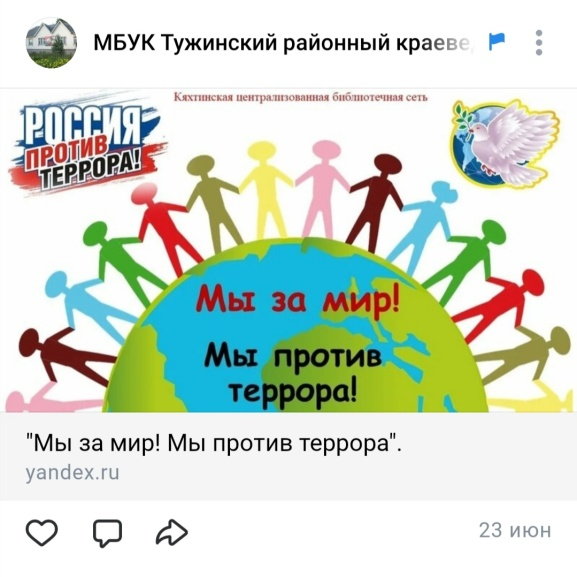 МБУК Тужинский районный краеве
Кяхтинская централизованная библиотечная сеть
РОССИЯ
ПРОТИВ
ТЕРРОРА!
Мы за мир!
Мы против
террора!
"Мы за мир! Мы против террора".
yandex.ru
23 июн